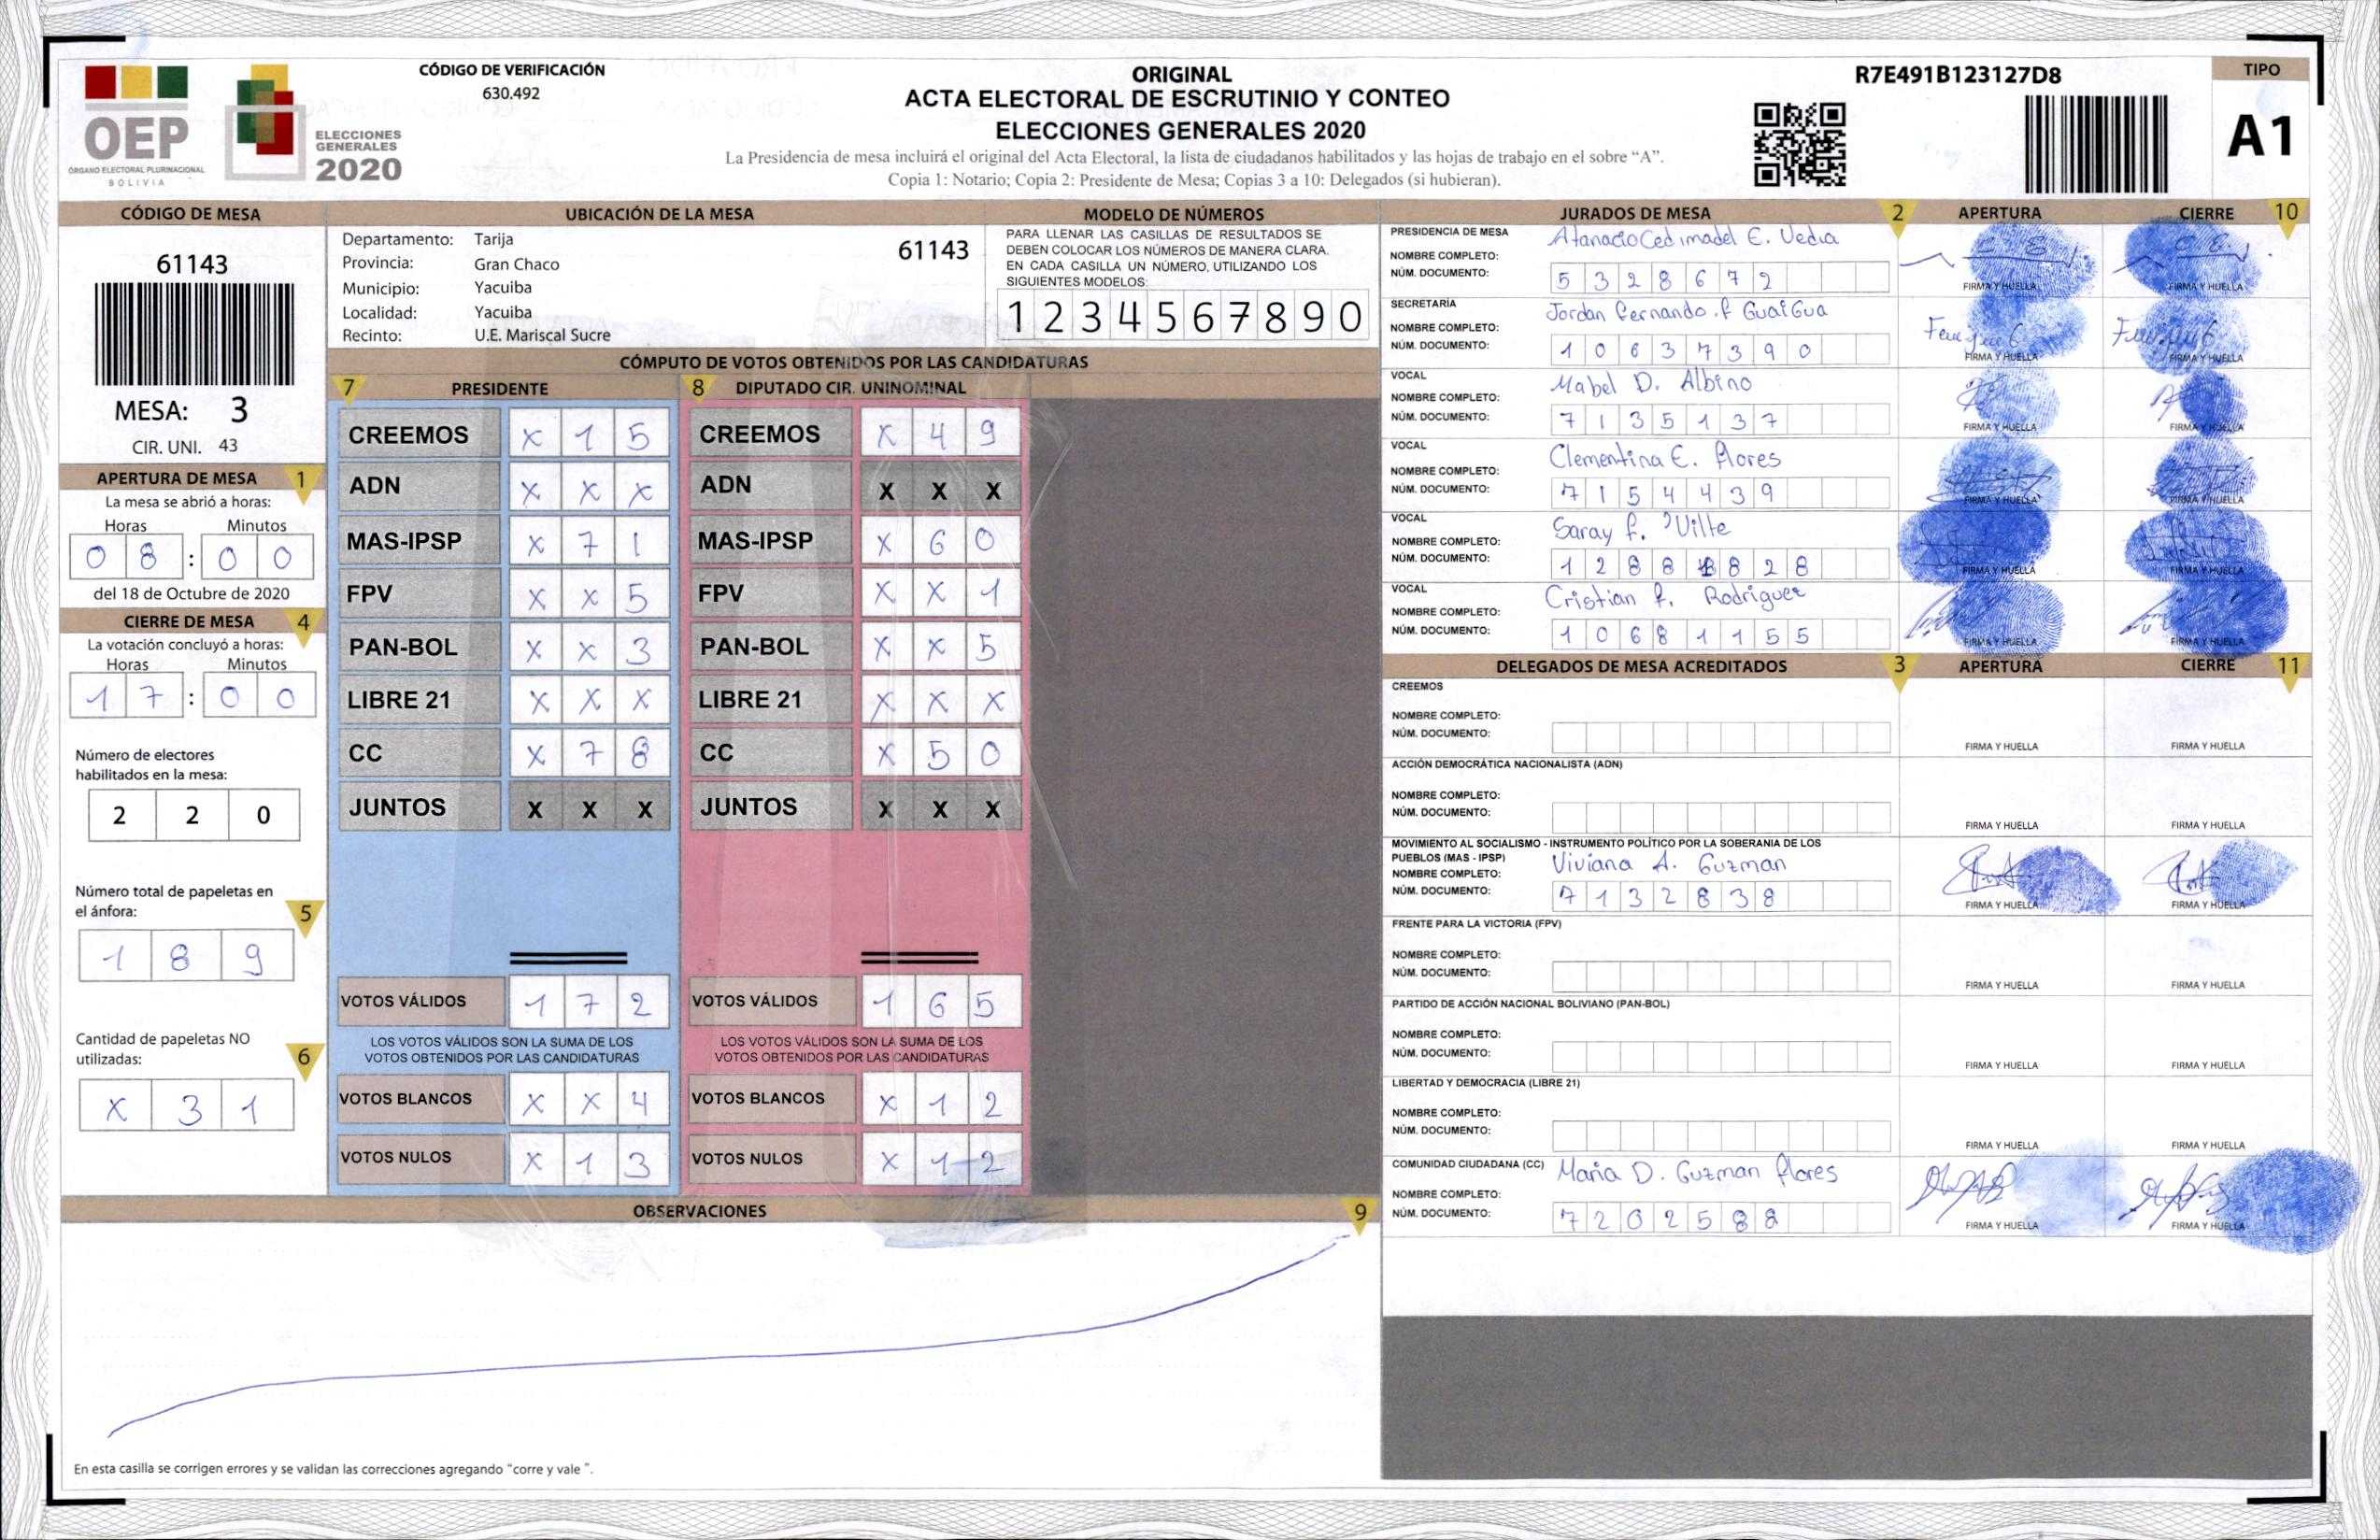 OEP
ÓRGANO ELECTORAL PLURINACIONAL
BOLIVIA
ELECCIONES
GENERALES
2020
CÓDIGO DE VERIFICACIÓN
630,492
ORIGINAL
ACTA ELECTORAL DE ESCRUTINIO Y CONTEO
ELECCIONES GENERALES 2020
La Presidencia de mesa incluirá el original del Acta Electoral, la lista de ciudadanos habilitados y las hojas de trabajo en el sobre “A”.
Copia 1: Notario; Copia 2: Presidente de Mesa; Copias 3 a 10: Delegados (si hubieran).
R7E491B123127D8
TIPO
A1
CÓDIGO DE MESA
61143
MESA: 3
CIR. UNI. 43
APERTURA DE MESA 1
La mesa se abrió a horas:
Horas Minutos
0 8 : 0 0
del 18 de Octubre de 2020
CIERRE DE MESA 4
La votación concluyó a horas:
Horas Minutos
1 7 : 0 0
Número de electores
habilitados en la mesa:
2 2 0
Número total de papeletas en
el ánfora: 5
1 8 9
Cantidad de papeletas NO
utilizadas: 6
X 3 1
UBICACIÓN DE LA MESA
Departamento: Tarija 61143
Provincia: Gran Chaco
Municipio: Yacuiba
Localidad: Yacuiba
Recinto: U.E. Mariscal Sucre
MODELO DE NÚMEROS
PARA LLENAR LAS CASILLAS DE RESULTADOS SE
DEBEN COLOCAR LOS NÚMEROS DE MANERA CLARA.
EN CADA CASILLA UN NÚMERO, UTILIZANDO LOS
SIGUIENTES MODELOS:
1 2 3 4 5 6 7 8 9 0
CÓMPUTO DE VOTOS OBTENIDOS POR LAS CANDIDATURAS
7 PRESIDENTE
CREEMOS X 1 5
ADN X X X
MAS-IPSP X 7 1
FPV X X 5
PAN-BOL X X 3
LIBRE 21 X X X
CC X 7 8
JUNTOS X X X
VOTOS VÁLIDOS 1 7 2
LOS VOTOS VÁLIDOS SON LA SUMA DE LOS
VOTOS OBTENIDOS POR LAS CANDIDATURAS
VOTOS BLANCOS X X 4
VOTOS NULOS X 1 3
8 DIPUTADO CIR. UNINOMINAL
CREEMOS X 4 9
ADN X X X
MAS-IPSP X 6 0
FPV X X 1
PAN-BOL X X 5
LIBRE 21 X X X
CC X 5 0
JUNTOS X X X
VOTOS VÁLIDOS 1 6 5
LOS VOTOS VÁLIDOS SON LA SUMA DE LOS
VOTOS OBTENIDOS POR LAS CANDIDATURAS
VOTOS BLANCOS X 1 2
VOTOS NULOS X 1 2
OBSERVACIONES 9
En esta casilla se corrigen errores y se validan las correcciones agregando “corre y vale ”.
JURADOS DE MESA 2 APERTURA CIERRE 10
PRESIDENCIA DE MESA
E. Vedia
NOMBRE COMPLETO:
NÚM. DOCUMENTO: 5 3 2 8 6 7 2
FIRMA Y HUELLA FIRMA Y HUELLA
SECRETARIA
Jordan Fernando. F GuaiGua
NOMBRE COMPLETO:
NÚM. DOCUMENTO: 1 0 6 3 7 3 9 0
FIRMA Y HUELLA FIRMA Y HUELLA
VOCAL
Mabel D. Albino
NOMBRE COMPLETO:
NÚM. DOCUMENTO: 7 1 3 5 1 3 7
FIRMA Y HUELLA FIRMA Y HUELLA
VOCAL
Clementina E. Flores
NOMBRE COMPLETO:
NÚM. DOCUMENTO: 7 1 5 4 4 3 9
FIRMA Y HUELLA FIRMA Y HUELLA
VOCAL
Saray F. Vilte
NOMBRE COMPLETO:
NÚM. DOCUMENTO: 1 2 8 8 8 8 2 8
FIRMA Y HUELLA FIRMA Y HUELLA
VOCAL
Cristian F. Rodriguez
NOMBRE COMPLETO:
NÚM. DOCUMENTO: 1 0 6 8 1 1 5 5
FIRMA Y HUELLA FIRMA Y HUELLA
DELEGADOS DE MESA ACREDITADOS 3 APERTURA CIERRE 11
CREEMOS
NOMBRE COMPLETO:
NÚM. DOCUMENTO:
FIRMA Y HUELLA FIRMA Y HUELLA
ACCIÓN DEMOCRÁTICA NACIONALISTA (ADN)
NOMBRE COMPLETO:
NÚM. DOCUMENTO:
FIRMA Y HUELLA FIRMA Y HUELLA
MOVIMIENTO AL SOCIALISMO - INSTRUMENTO POLÍTICO POR LA SOBERANIA DE LOS
PUEBLOS (MAS - IPSP) Viviana A. Guzman
NOMBRE COMPLETO:
NÚM. DOCUMENTO: 7 1 3 2 8 3 8
FIRMA Y HUELLA FIRMA Y HUELLA
FRENTE PARA LA VICTORIA (FPV)
NOMBRE COMPLETO:
NÚM. DOCUMENTO:
FIRMA Y HUELLA FIRMA Y HUELLA
PARTIDO DE ACCIÓN NACIONAL BOLIVIANO (PAN-BOL)
NOMBRE COMPLETO:
NÚM. DOCUMENTO:
FIRMA Y HUELLA FIRMA Y HUELLA
LIBERTAD Y DEMOCRACIA (LIBRE 21)
NOMBRE COMPLETO:
NÚM. DOCUMENTO:
FIRMA Y HUELLA FIRMA Y HUELLA
COMUNIDAD CIUDADANA (CC) Maria D. Guzman Flores
NOMBRE COMPLETO:
NÚM. DOCUMENTO: 7 2 0 2 5 8 8
FIRMA Y HUELLA FIRMA Y HUELLA